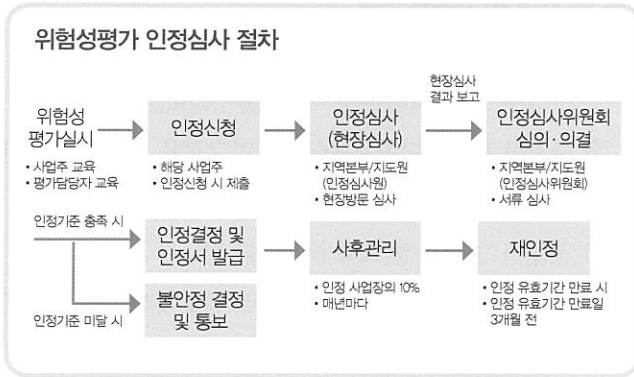 위험성평가 인정심사 절차
현장심사
결과 보고
위험성
평가실시
인정신청
인정심사
(현장심사)
인정심사위원회
심의·의결
• 사업주 교육
• 평가담당자 교육
• 해당 사업주
• 인정신청 시 제출
• 지역본부/지도원
(인정심사원)
• 현장방문 심사
• 지역본부/지도원
(인정심사위원회)
• 서류 심사
인정기준 충족 시
인정결정 및
인정서 발급
사후관리
재인정
• 인정 사업장의 10%
• 매년마다
• 인정 유효기간 만료 시
• 인정 유효기간 만료일
3개월 전
인정기준 미달 시
불안정 결정
및 통보